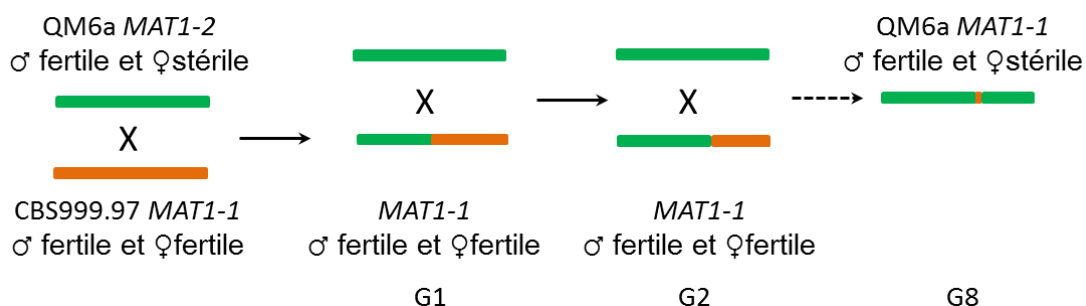 QM6a MAT1-2
♂ fertile et ♀stérile
X
CBS999.97 MAT1-1
♂ fertile et ♀fertile
X
MAT1-1
♂ fertile et ♀fertile
G1
X
MAT1-1
♂ fertile et ♀fertile
G2
QM6a MAT1-1
♂ fertile et ♀stérile
G8